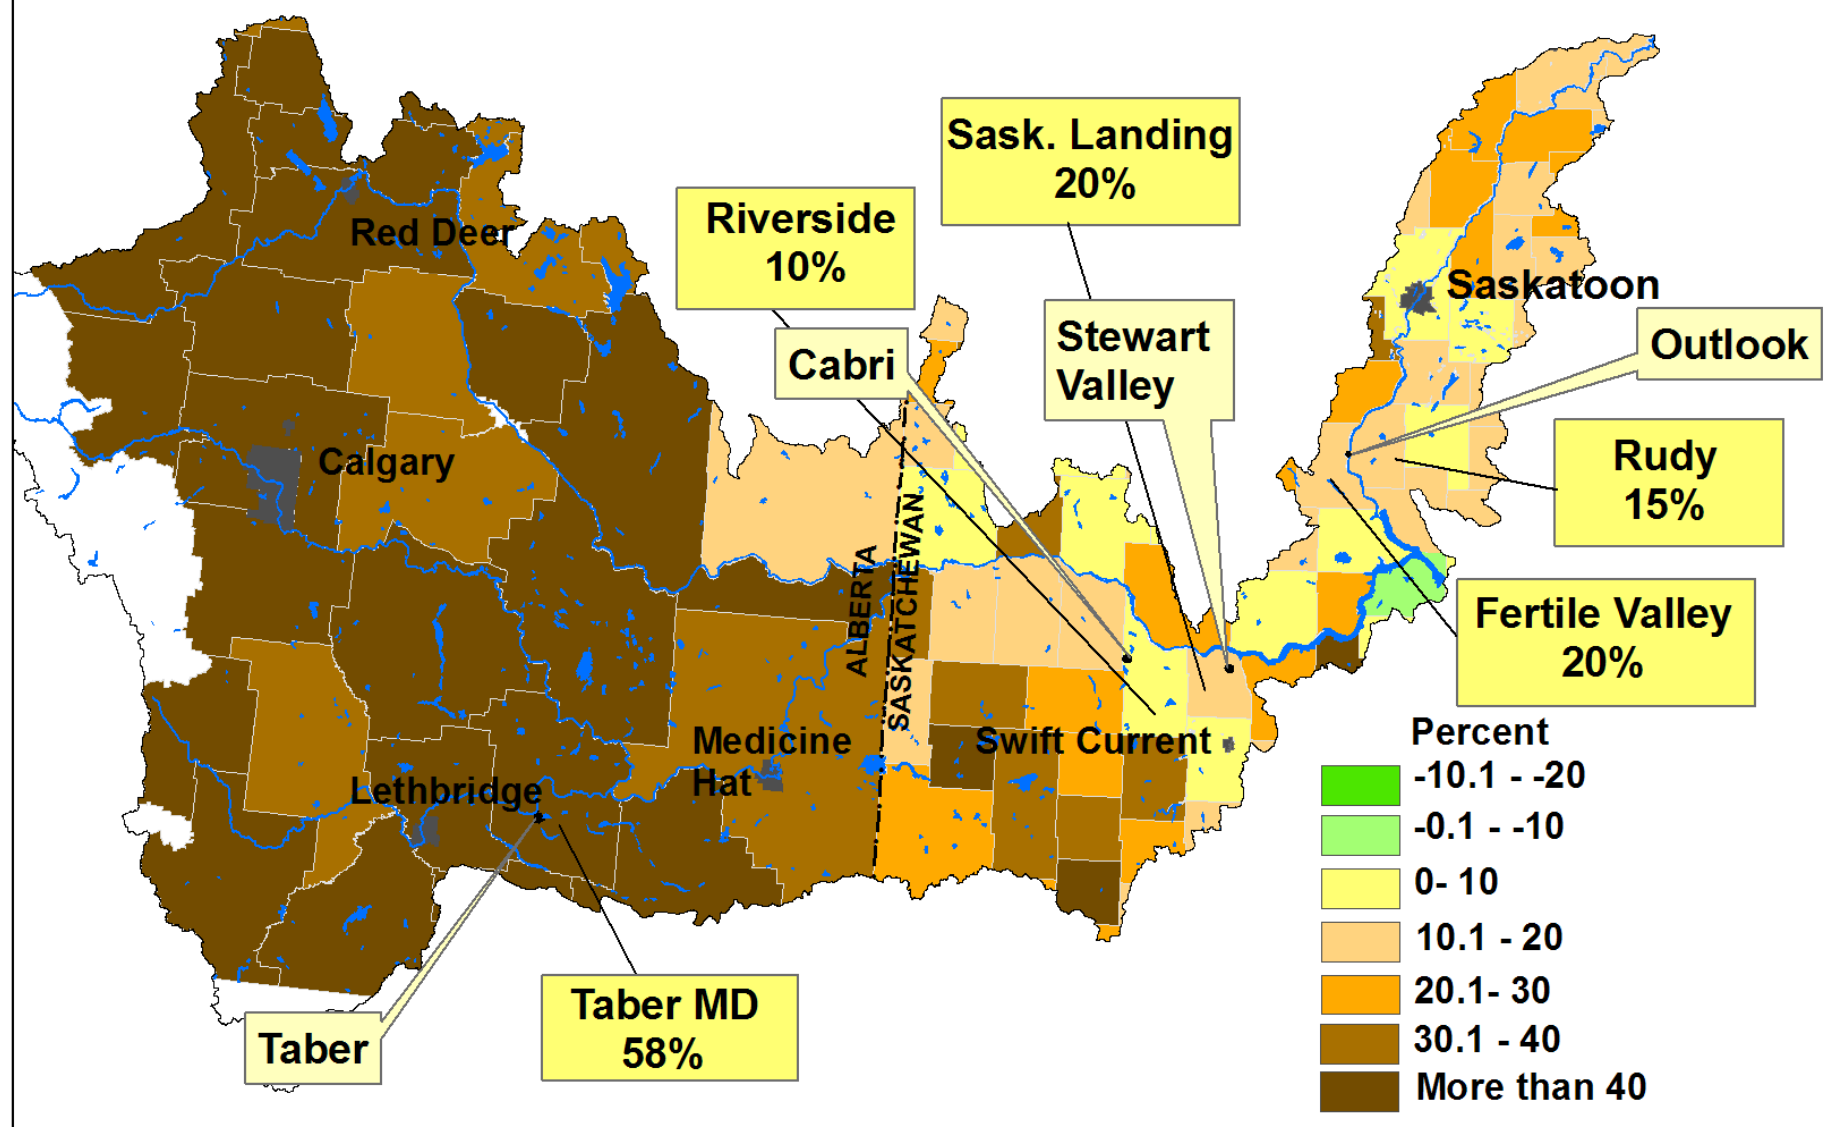 Sask. Landing
20%
Riverside
10%
Red Deer
Saskatoon
Stewart
Valley
Outlook
Cabri
Rudy
15%
Calgary
ALBERTA
SASKATCHEWAN
Fertile Valley
20%
Medicine
Hat
Swift Current
Lethbridge
Taber MD
58%
Taber
Percent
-10.1 - -20
-0.1 - -10
0- 10
10.1 - 20
20.1- 30
30.1 - 40
More than 40